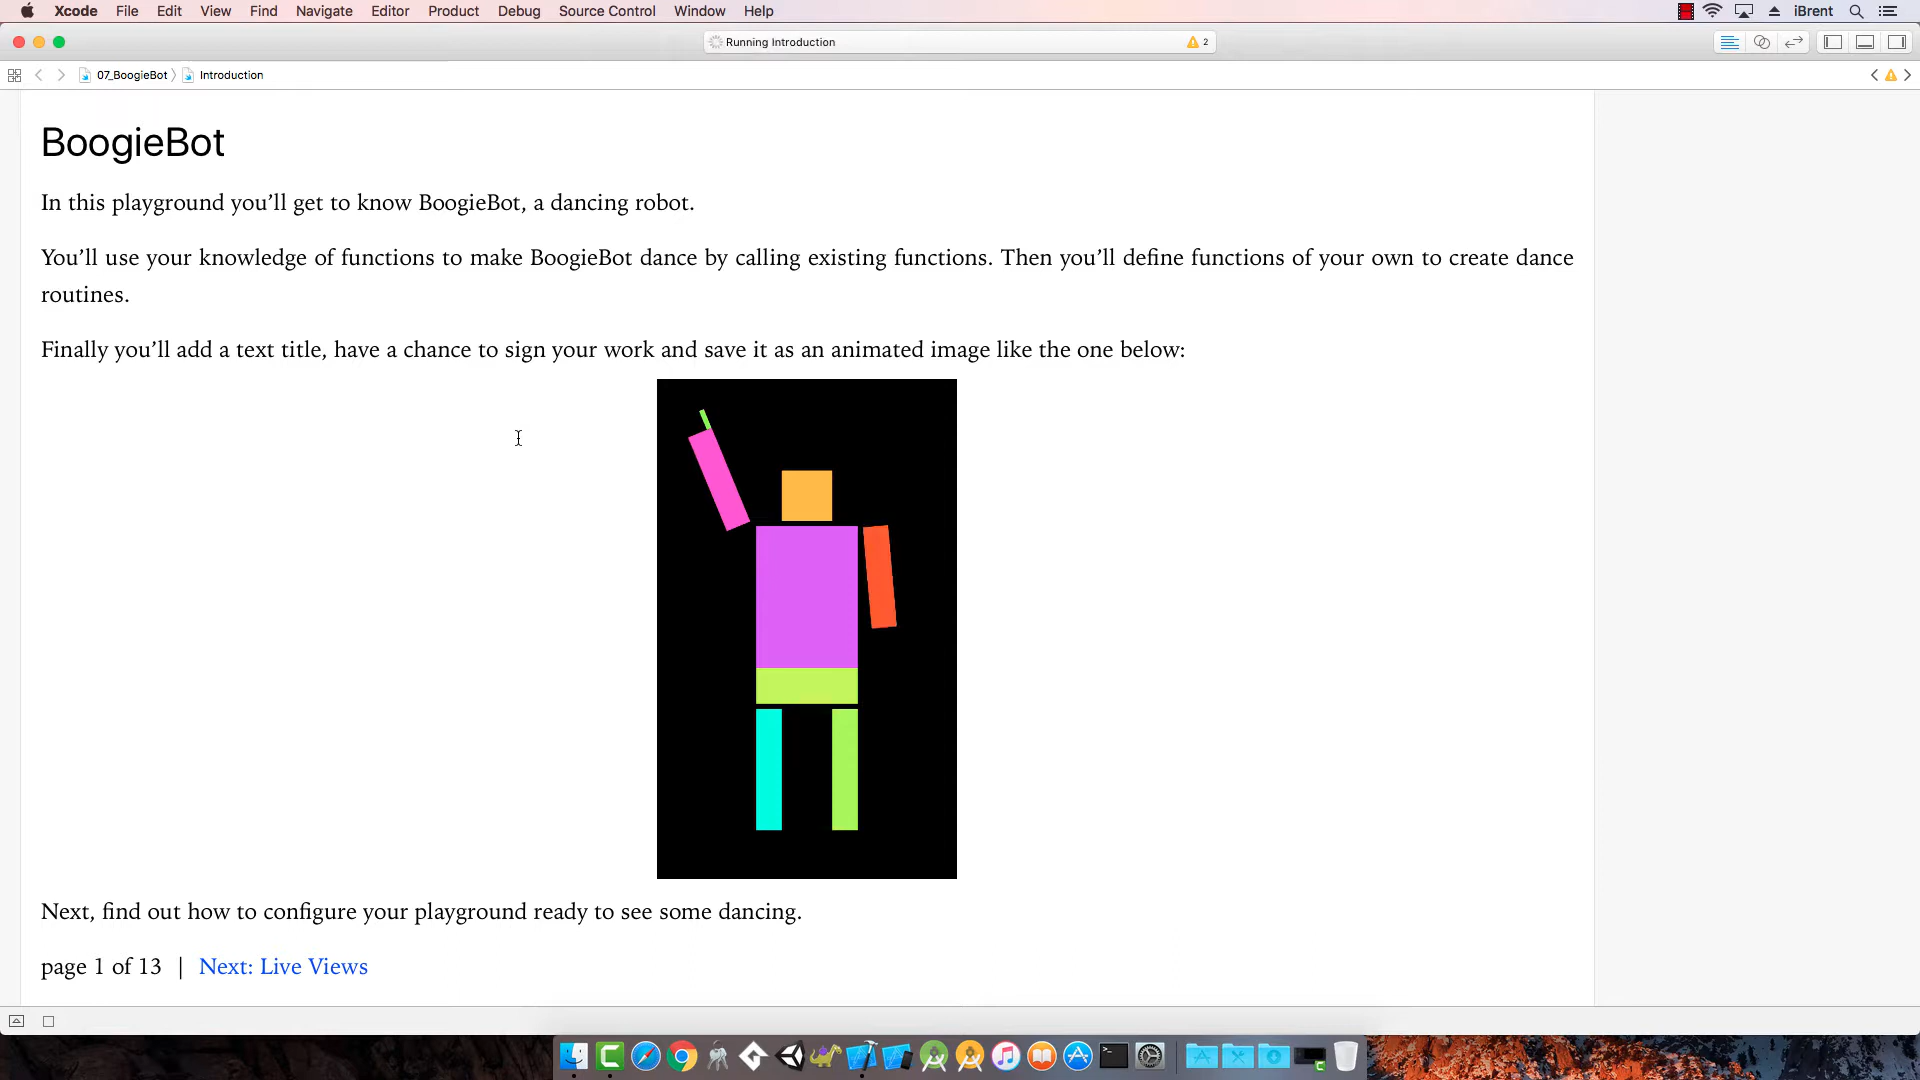 Xcode File Edit View Find Navigate Editor Product Debug Source Control Window Help iBrent
Running Introduction 2
07_BoogieBot Introduction
BoogieBot
In this playground you’ll get to know BoogieBot, a dancing robot.
You’ll use your knowledge of functions to make BoogieBot dance by calling existing functions. Then you’ll define functions of your own to create dance
routines.
Finally you’ll add a text title, have a chance to sign your work and save it as an animated image like the one below:
Next, find out how to configure your playground ready to see some dancing.
page 1 of 13 | Next: Live Views